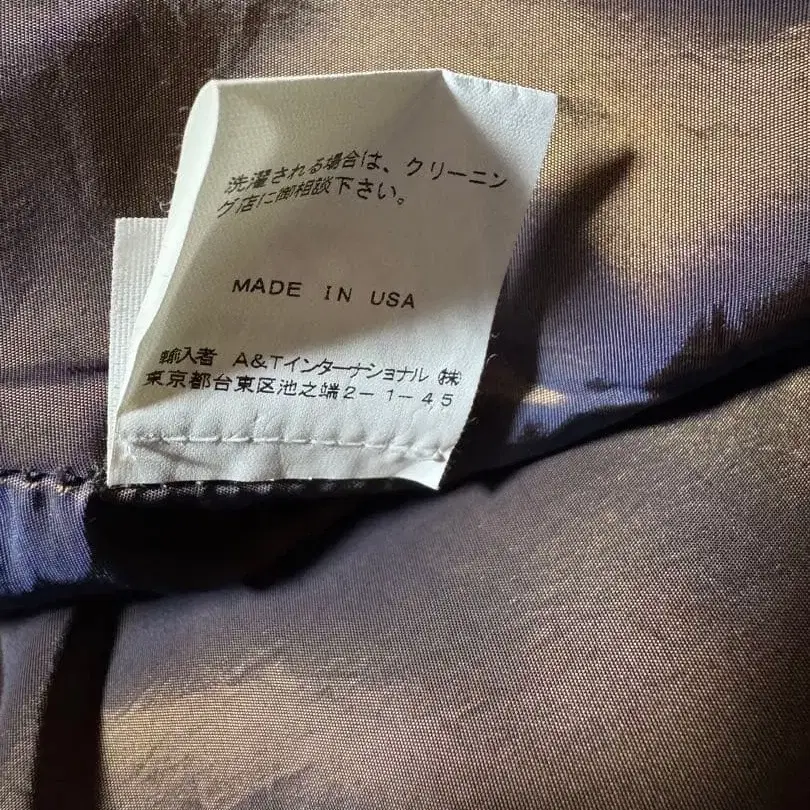 洗濯される場合は、クリーニン
グ店に御相談下さい。
MADE IN USA
輸入者 A&Tインターナショナル㈱
東京都台東区池之端2-1-45